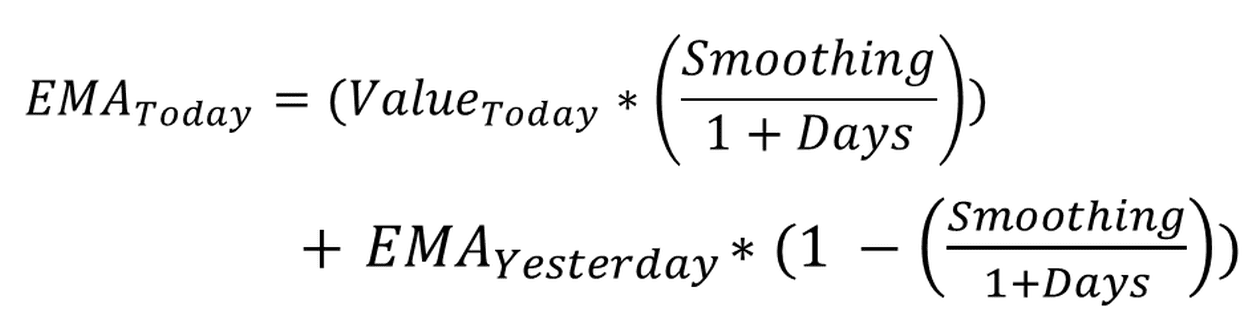 EMA_Today = (Value_Today * (Smoothing / 1 + Days))
+ EMA_Yesterday * (1 − (Smoothing / 1+Days))